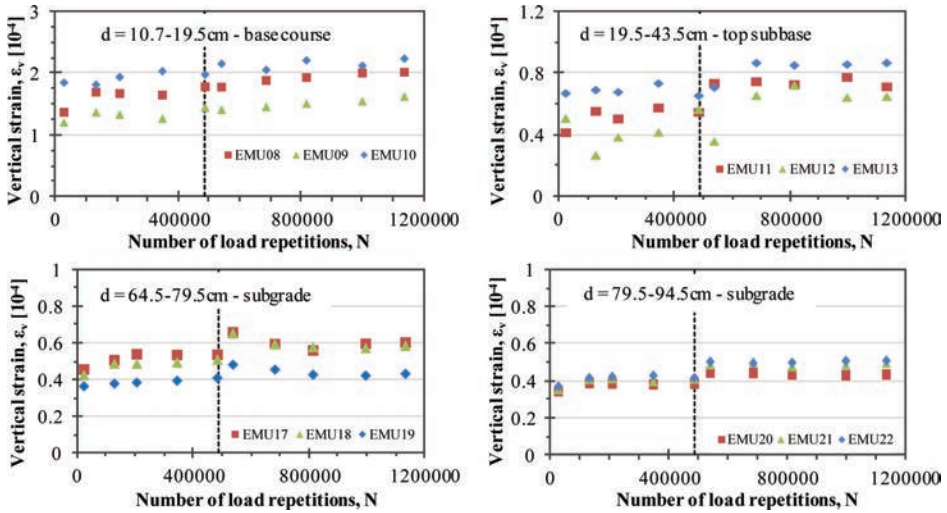 3
2
1
0
Vertical strain, εv [10⁻⁴]
d = 10.7-19.5cm - base course
EMU08 EMU09 EMU10
0 400000 800000 1200000
Number of load repetitions, N
1.2
0.8
0.4
0
Vertical strain, εv [10⁻⁴]
d = 19.5-43.5cm - top subbase
EMU11 EMU12 EMU13
0 400000 800000 1200000
Number of load repetitions, N
1
0.8
0.6
0.4
0.2
0
Vertical strain, εv [10⁻⁴]
d = 64.5-79.5cm - subgrade
EMU17 EMU18 EMU19
0 400000 800000 1200000
Number of load repetitions, N
1
0.8
0.6
0.4
0.2
0
Vertical strain, εv [10⁻⁴]
d = 79.5-94.5cm - subgrade
EMU20 EMU21 EMU22
0 400000 800000 1200000
Number of load repetitions, N